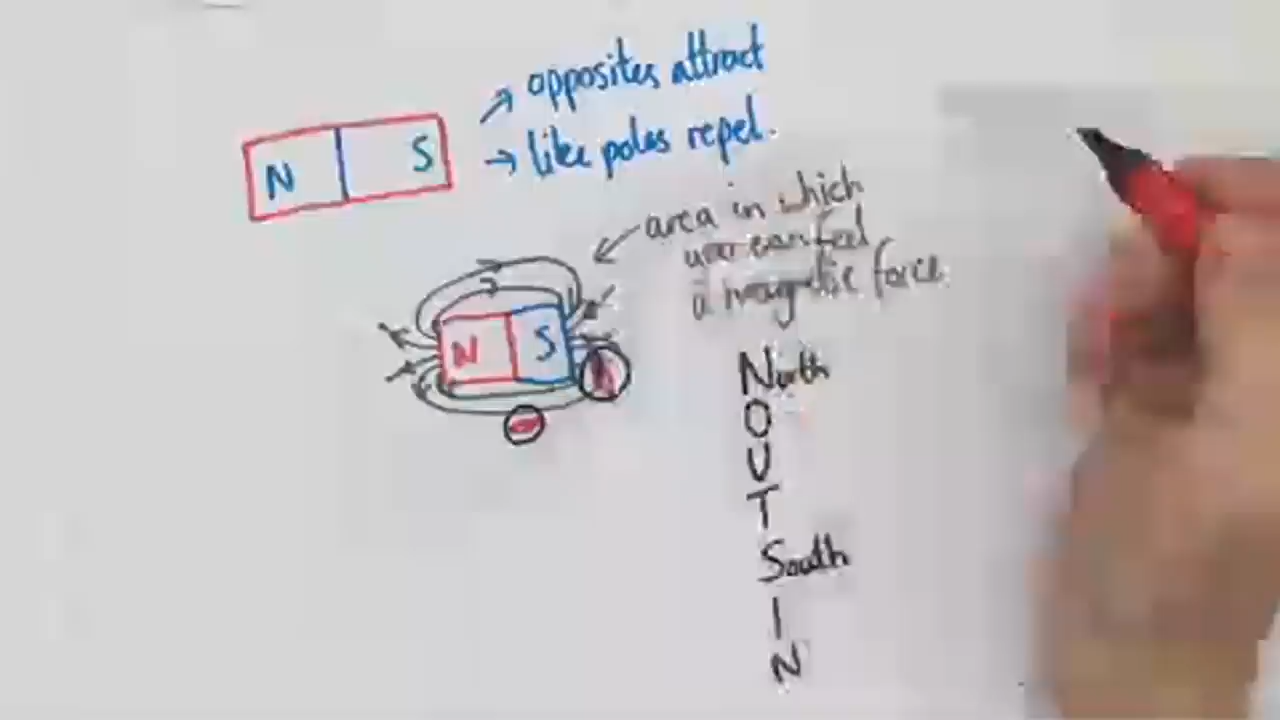 N S
opposites attract
like poles repel.
area in which
you can feel
a magnetic force
N S
North
O
U
T
South
I
N